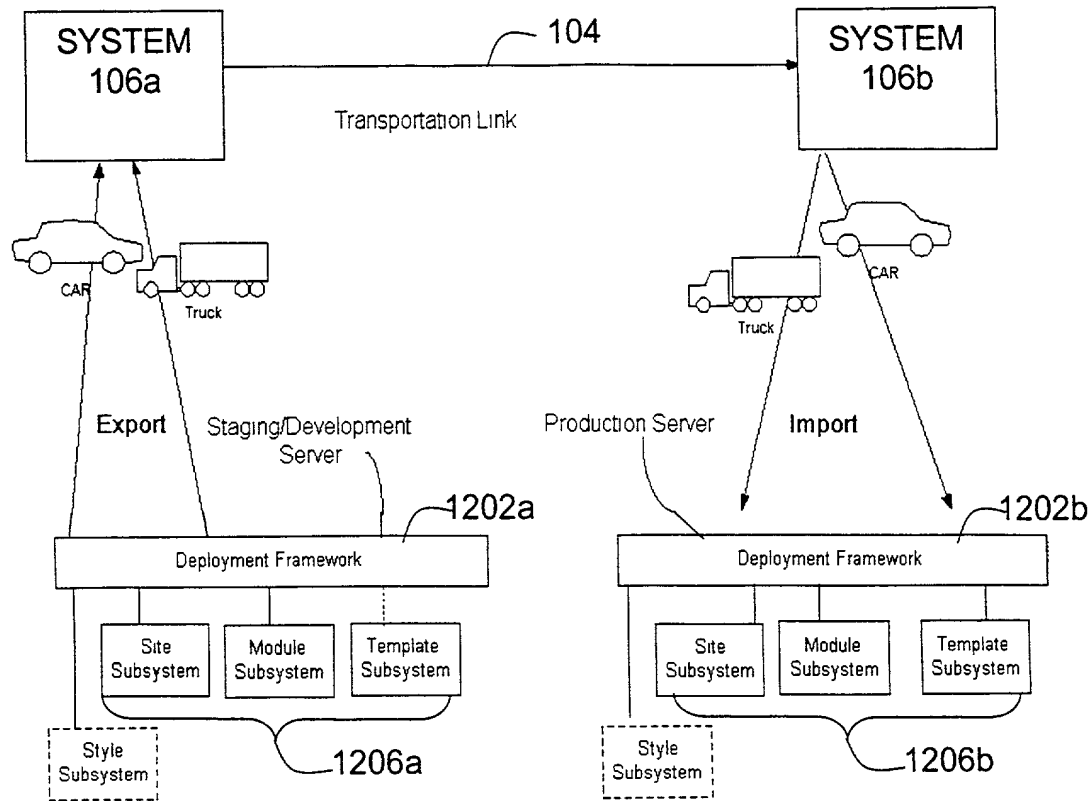 SYSTEM
106a
104
SYSTEM
106b
Transportation Link
CAR
Truck
CAR
Truck
Export
Staging/Development
Server
Production Server
Import
1202a
1202b
Deployment Framework
Deployment Framework
Site
Subsystem
Module
Subsystem
Template
Subsystem
Site
Subsystem
Module
Subsystem
Template
Subsystem
Style
Subsystem
1206a
Style
Subsystem
1206b